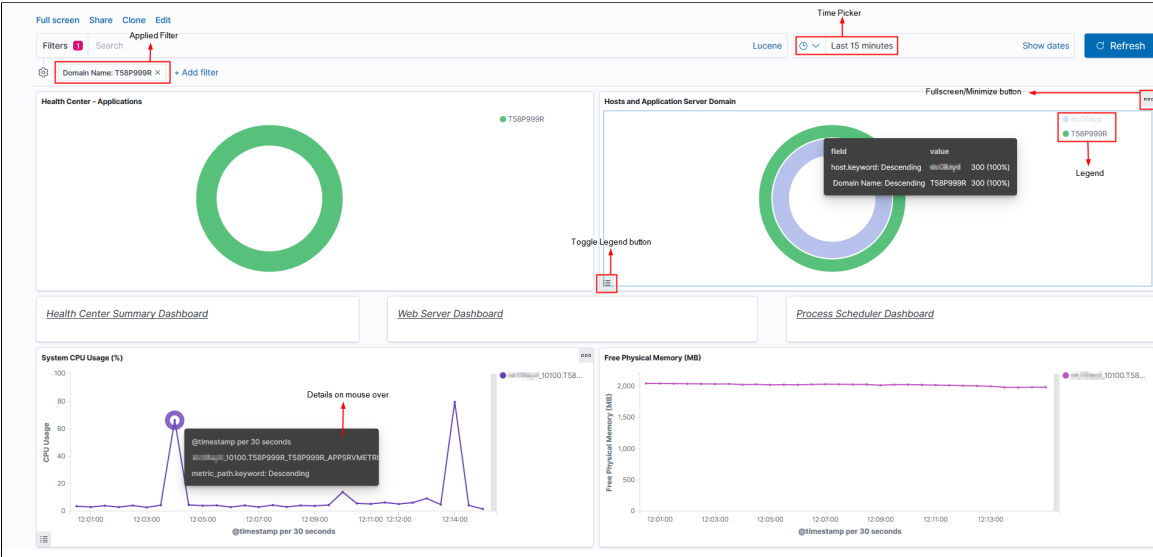 Full screen Share Clone Edit
Time Picker
Applied Filter
Filters 1 Search
Lucene
Last 15 minutes
Show dates
Refresh
Domain Name: T58P999R ×
+ Add filter
Fullscreen/Minimize button
Health Center - Applications
T58P999R
Hosts and Application Server Domain
T58P999R
Legend
field value
host.keyword: Descending 300 (100%)
Domain Name: Descending T58P999R 300 (100%)
Toggle Legend button
Health Center Summary Dashboard
Web Server Dashboard
Process Scheduler Dashboard
System CPU Usage (%)
100
80
60
40
20
0
CPU Usage
_10100.T58...
Details on mouse over
@timestamp per 30 seconds
_10100.T58P999R_T58P999R_APPSRVMETRI
metric_path.keyword: Descending
12:01:00 12:03:00 12:05:00 12:07:00 12:09:00 12:11:00 12:12:00 12:14:00
@timestamp per 30 seconds
Free Physical Memory (MB)
2,000
1,500
1,000
500
0
Free Physical Memory (MB)
_10100.T58...
12:01:00 12:03:00 12:05:00 12:07:00 12:09:00 12:11:00 12:13:00
@timestamp per 30 seconds